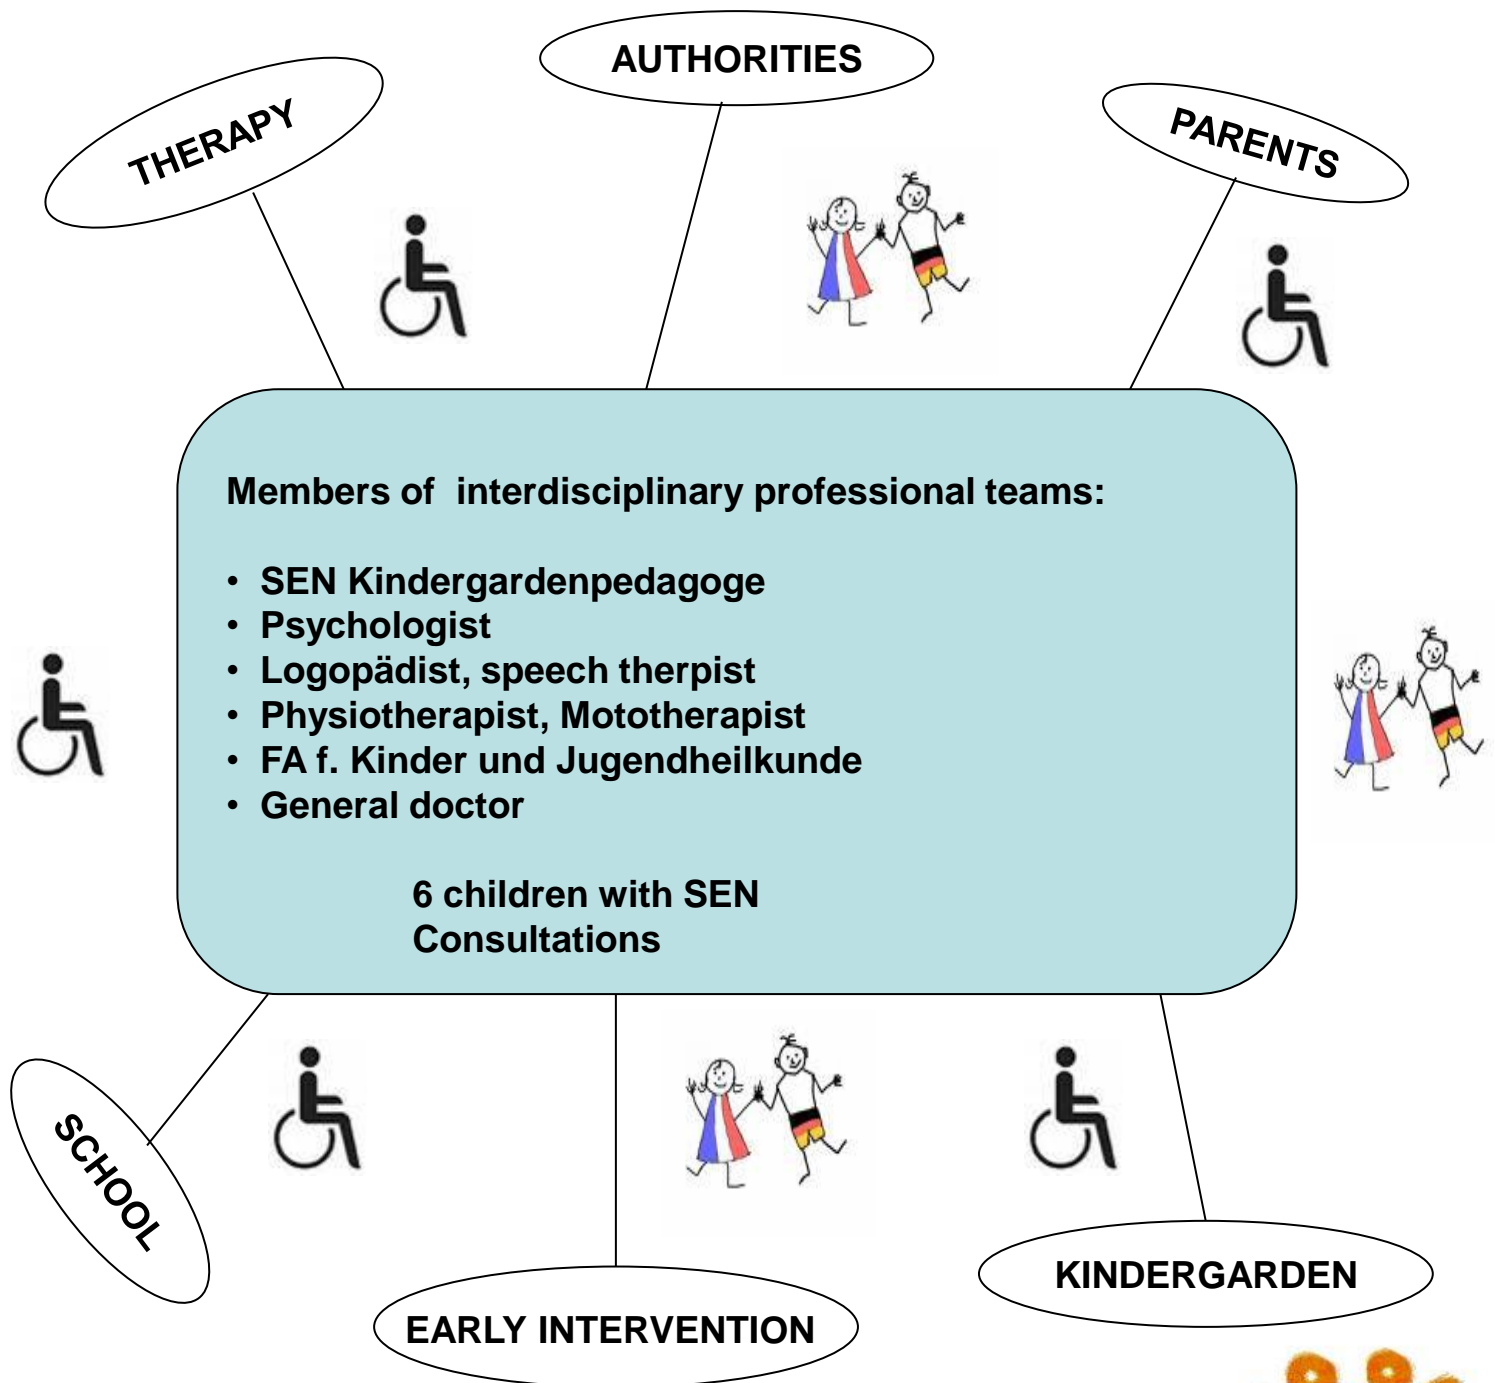 AUTHORITIES
THERAPY
PARENTS
Members of interdisciplinary professional teams:
• SEN Kindergardenpedagoge
• Psychologist
• Logopädist, speech therpist
• Physiotherapist, Mototherapist
• FA f. Kinder und Jugendheilkunde
• General doctor
6 children with SEN
Consultations
SCHOOL
KINDERGARDEN
EARLY INTERVENTION